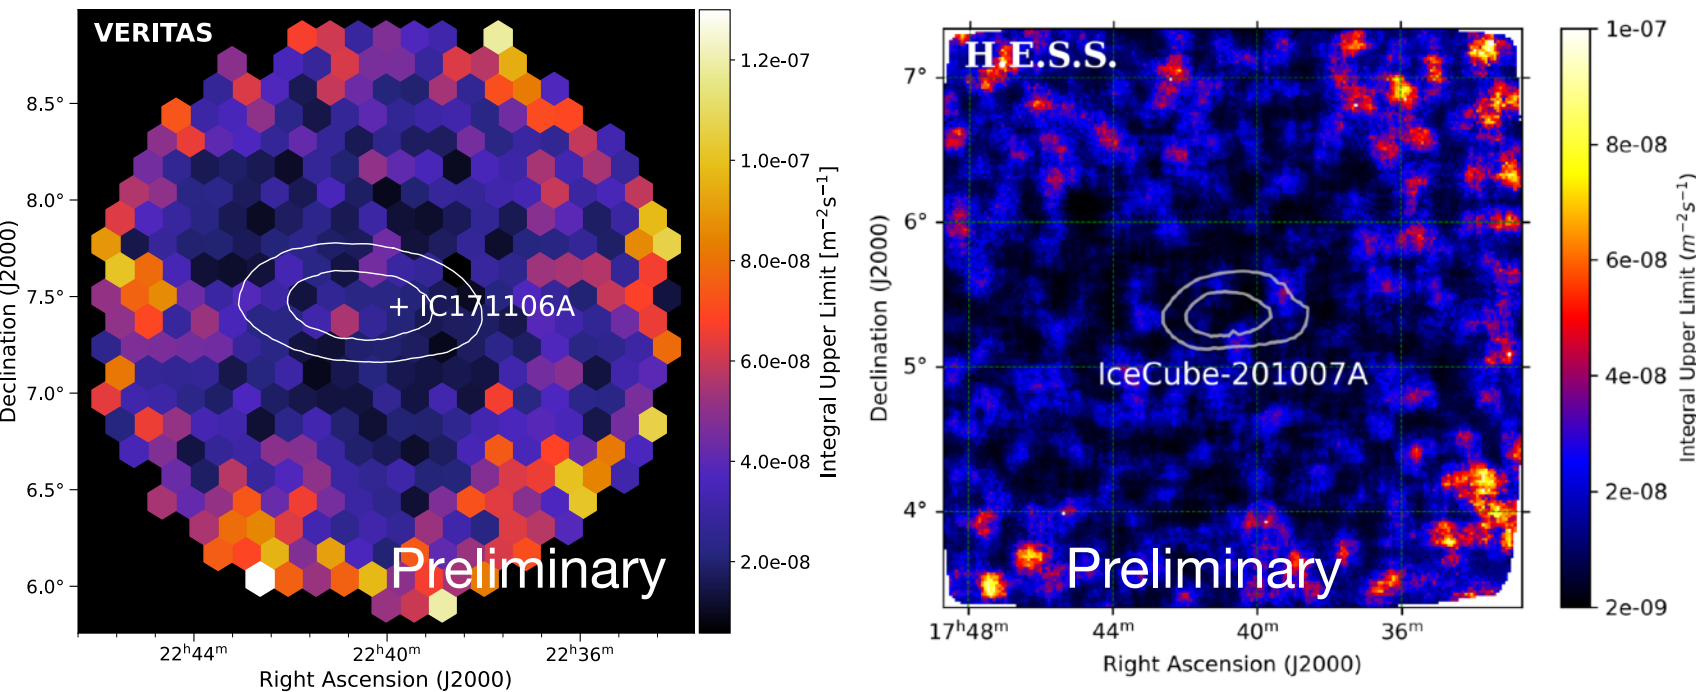 VERITAS
8.5°
8.0°
7.5°
7.0°
6.5°
6.0°
Declination (J2000)
+ IC171106A
Preliminary
22ʰ44ᵐ
22ʰ40ᵐ
22ʰ36ᵐ
Right Ascension (J2000)
1.2e-07
1.0e-07
8.0e-08
6.0e-08
4.0e-08
2.0e-08
Integral Upper Limit [m⁻²s⁻¹]
H.E.S.S.
7°
6°
5°
4°
Declination (J2000)
IceCube-201007A
Preliminary
17ʰ48ᵐ
44ᵐ
40ᵐ
36ᵐ
Right Ascension (J2000)
1e-07
8e-08
6e-08
4e-08
2e-08
2e-09
Integral Upper Limit (m⁻²s⁻¹)